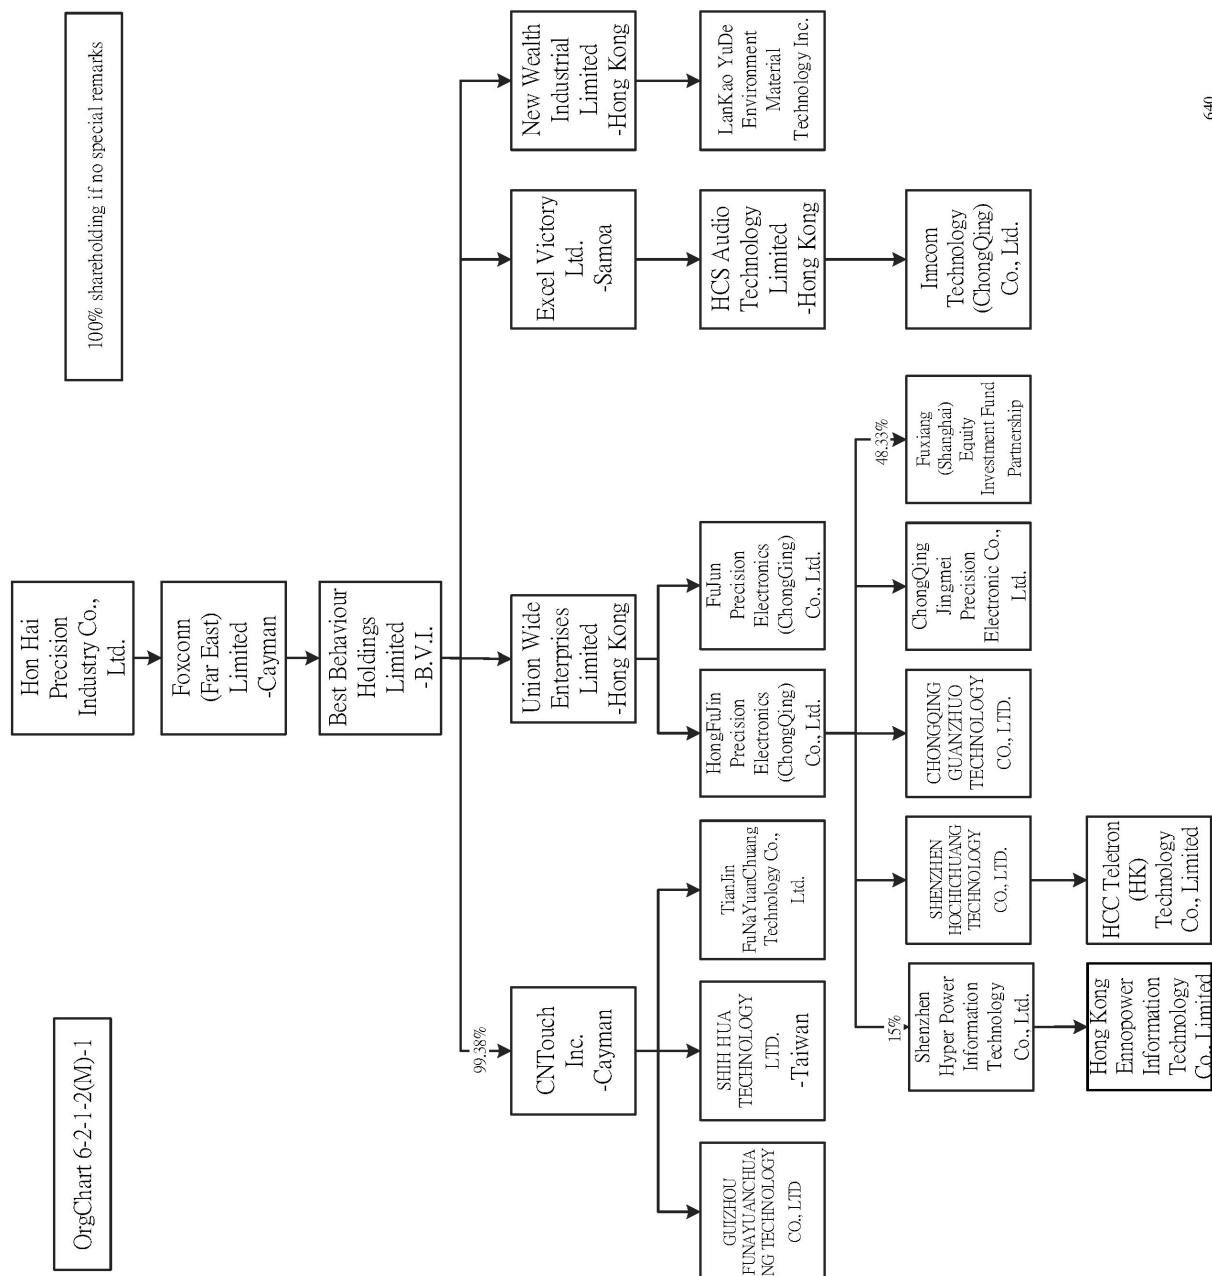 OrgChart 6-2-1-2(M)-1
100% shareholding if no special remarks
Hon Hai
Precision
Industry Co.,
Ltd.
Foxconn
(Far East)
Limited
-Cayman
Best Behaviour
Holdings
Limited
-B.V.I.
99.38%
CNTouch
Inc.
-Cayman
Union Wide
Enterprises
Limited
-Hong Kong
Excel Victory
Ltd.
-Samoa
New Wealth
Industrial
Limited
-Hong Kong
GUIZHOU
FUNAYUANCHUA
NG TECHNOLOGY
CO., LTD
SHIH HUA
TECHNOLOGY
LTD.
-Taiwan
TianJin
FuNaYuanChuang
Technology Co.,
Ltd.
HongFuJin
Precision
Electronics
(ChongQing)
Co., Ltd.
FuJun
Precision
Electronics
(ChongGing)
Co., Ltd.
HCS Audio
Technology
Limited
-Hong Kong
LanKao YuDe
Environment
Material
Technology Inc.
15%
48.33%
Shenzhen
Hyper Power
Information
Technology
Co., Ltd.
SHENZHEN
HOCHICHUANG
TECHNOLOGY
CO., LTD.
CHONGQING
GUANZHUO
TECHNOLOGY
CO., LTD.
ChongQing
Jingmei
Precision
Electronic Co.,
Ltd.
Fuxiang
(Shanghai)
Equity
Investment Fund
Partnership
Inncom
Technology
(ChongQing)
Co., Ltd.
Hong Kong
Ennopower
Information
Technology
Co., Limited
HCC Teletron
(HK)
Technology
Co., Limited
640